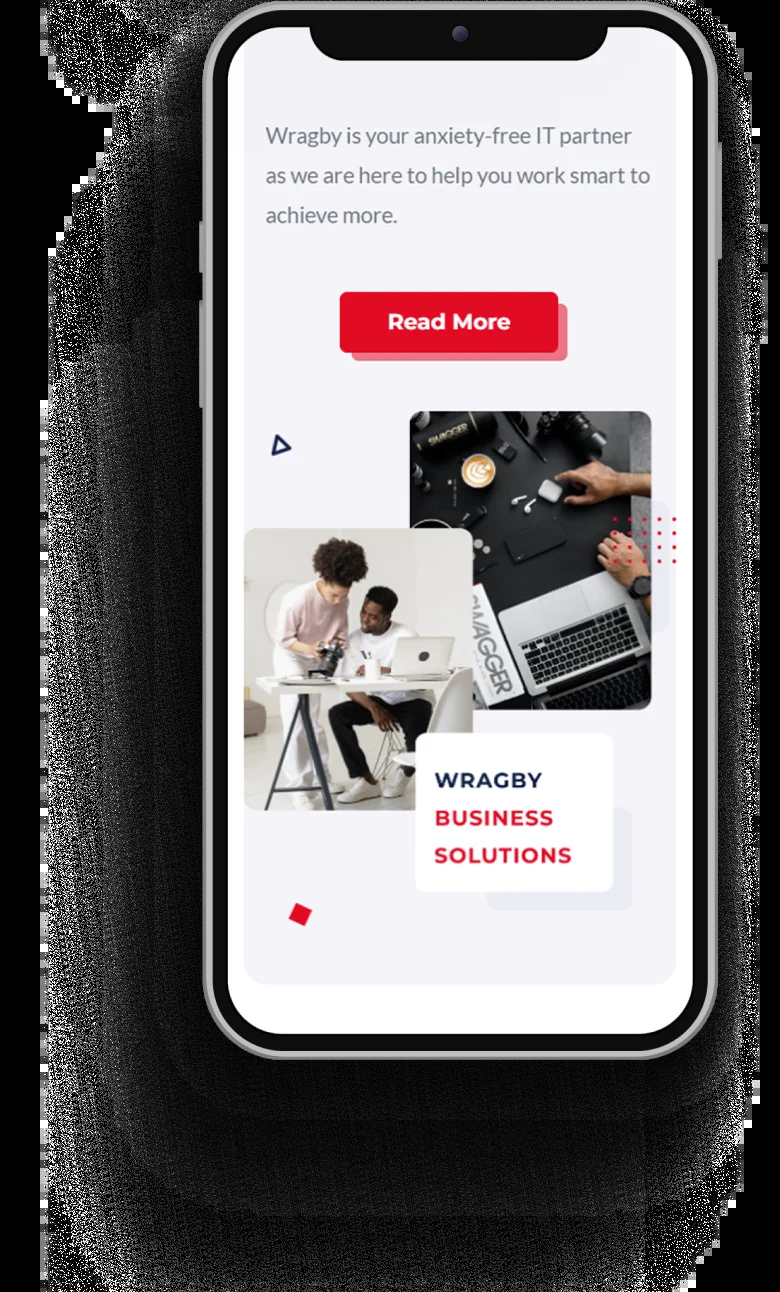 Wragby is your anxiety-free IT partner
as we are here to help you work smart to
achieve more.
Read More
SWAGGER
SWAGGER
WRAGBY
BUSINESS
SOLUTIONS